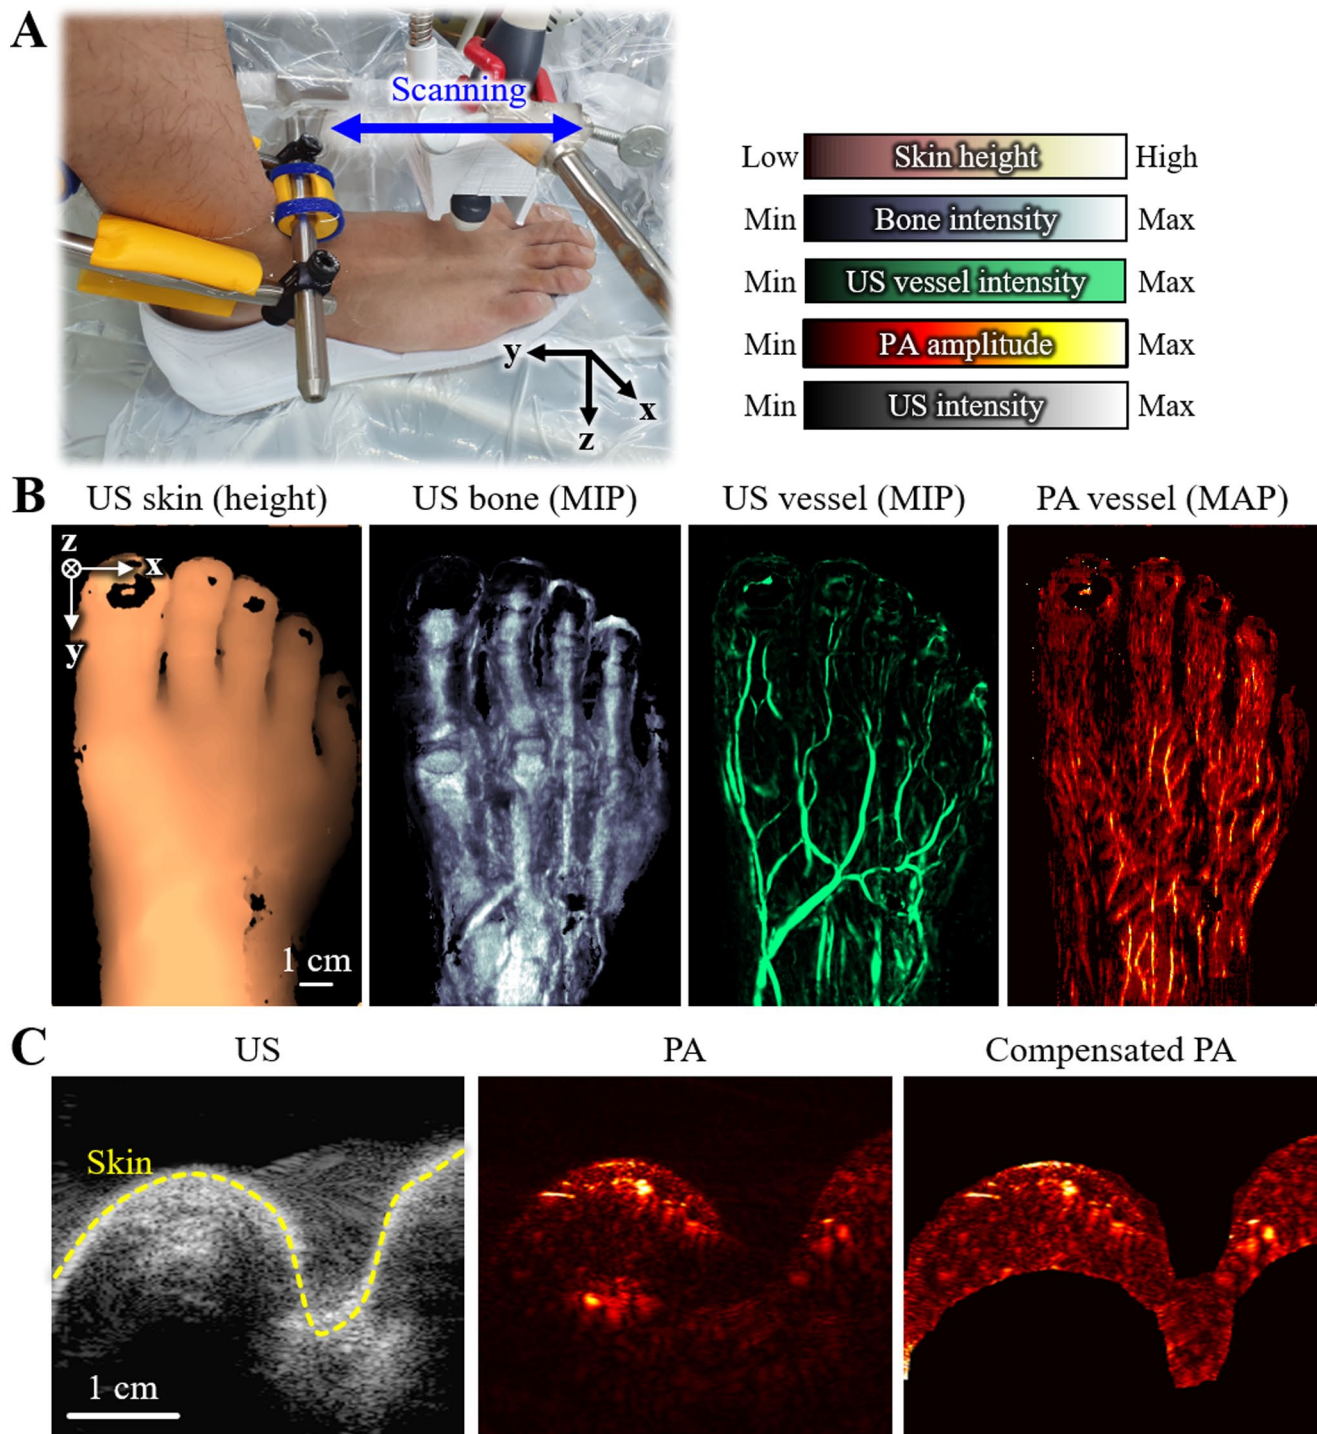 A
Scanning
y
x
z
Low Skin height High
Min Bone intensity Max
Min US vessel intensity Max
Min PA amplitude Max
Min US intensity Max
B
US skin (height) US bone (MIP) US vessel (MIP) PA vessel (MAP)
z
x
y
1 cm
C
US PA Compensated PA
Skin
1 cm